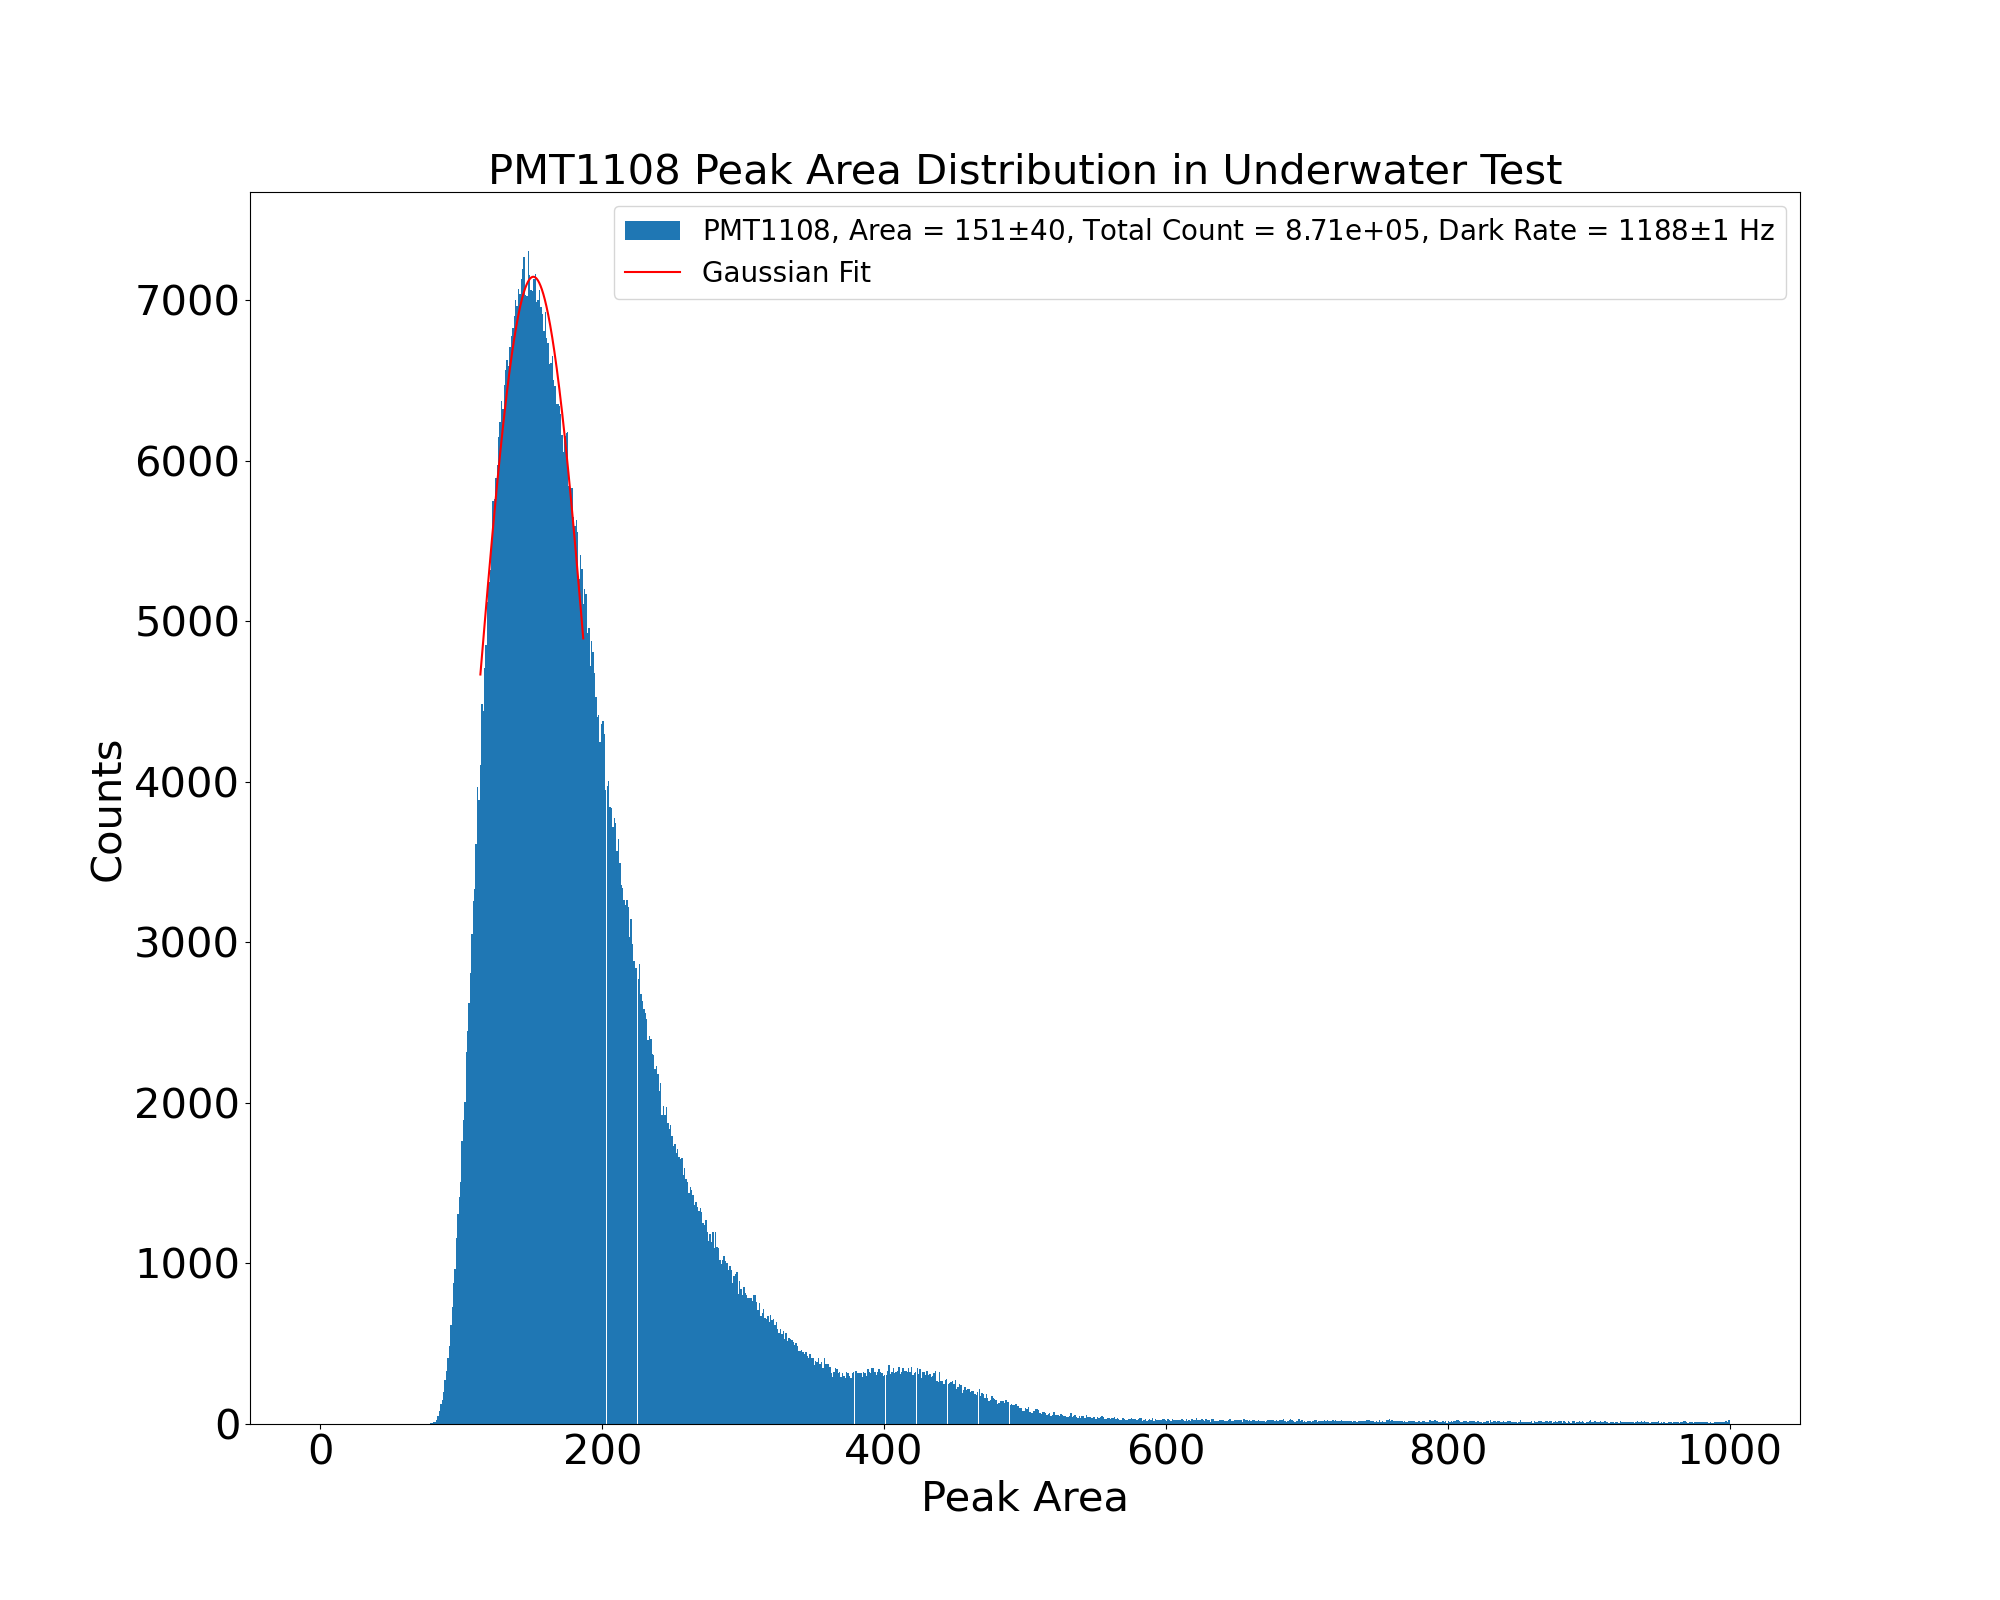 PMT1108 Peak Area Distribution in Underwater Test
PMT1108, Area = 151±40, Total Count = 8.71e+05, Dark Rate = 1188±1 Hz
Gaussian Fit
7000
6000
5000
4000
3000
2000
1000
0
Counts
0 200 400 600 800 1000
Peak Area